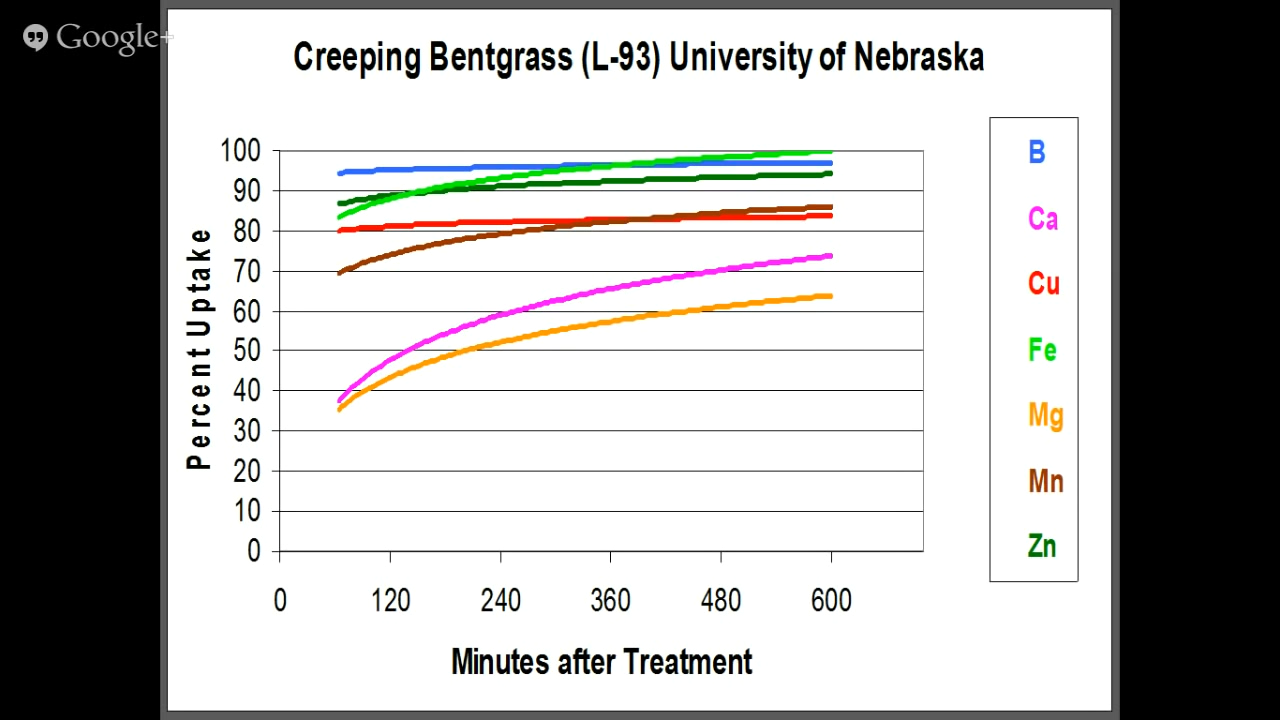 Google+
Creeping Bentgrass (L-93) University of Nebraska
Percent Uptake
100
90
80
70
60
50
40
30
20
10
0
0 120 240 360 480 600
Minutes after Treatment
B
Ca
Cu
Fe
Mg
Mn
Zn